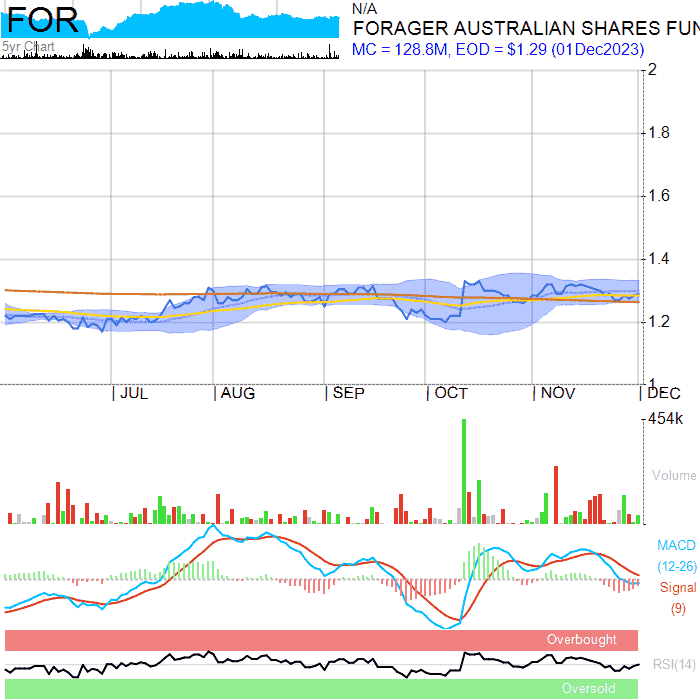 FOR
5yr Chart
N/A
FORAGER AUSTRALIAN SHARES FUN
MC = 128.8M, EOD = $1.29 (01Dec2023)
2
1.8
1.6
1.4
1.2
1
JUL AUG SEP OCT NOV DEC
454k
Volume
MACD
(12-26)
Signal
(9)
Overbought
RSI(14)
Oversold